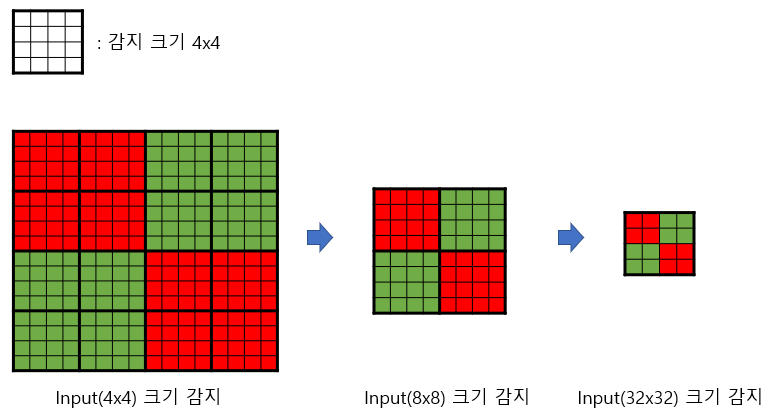 : 감지 크기 4x4
Input(4x4) 크기 감지
Input(8x8) 크기 감지
Input(32x32) 크기 감지